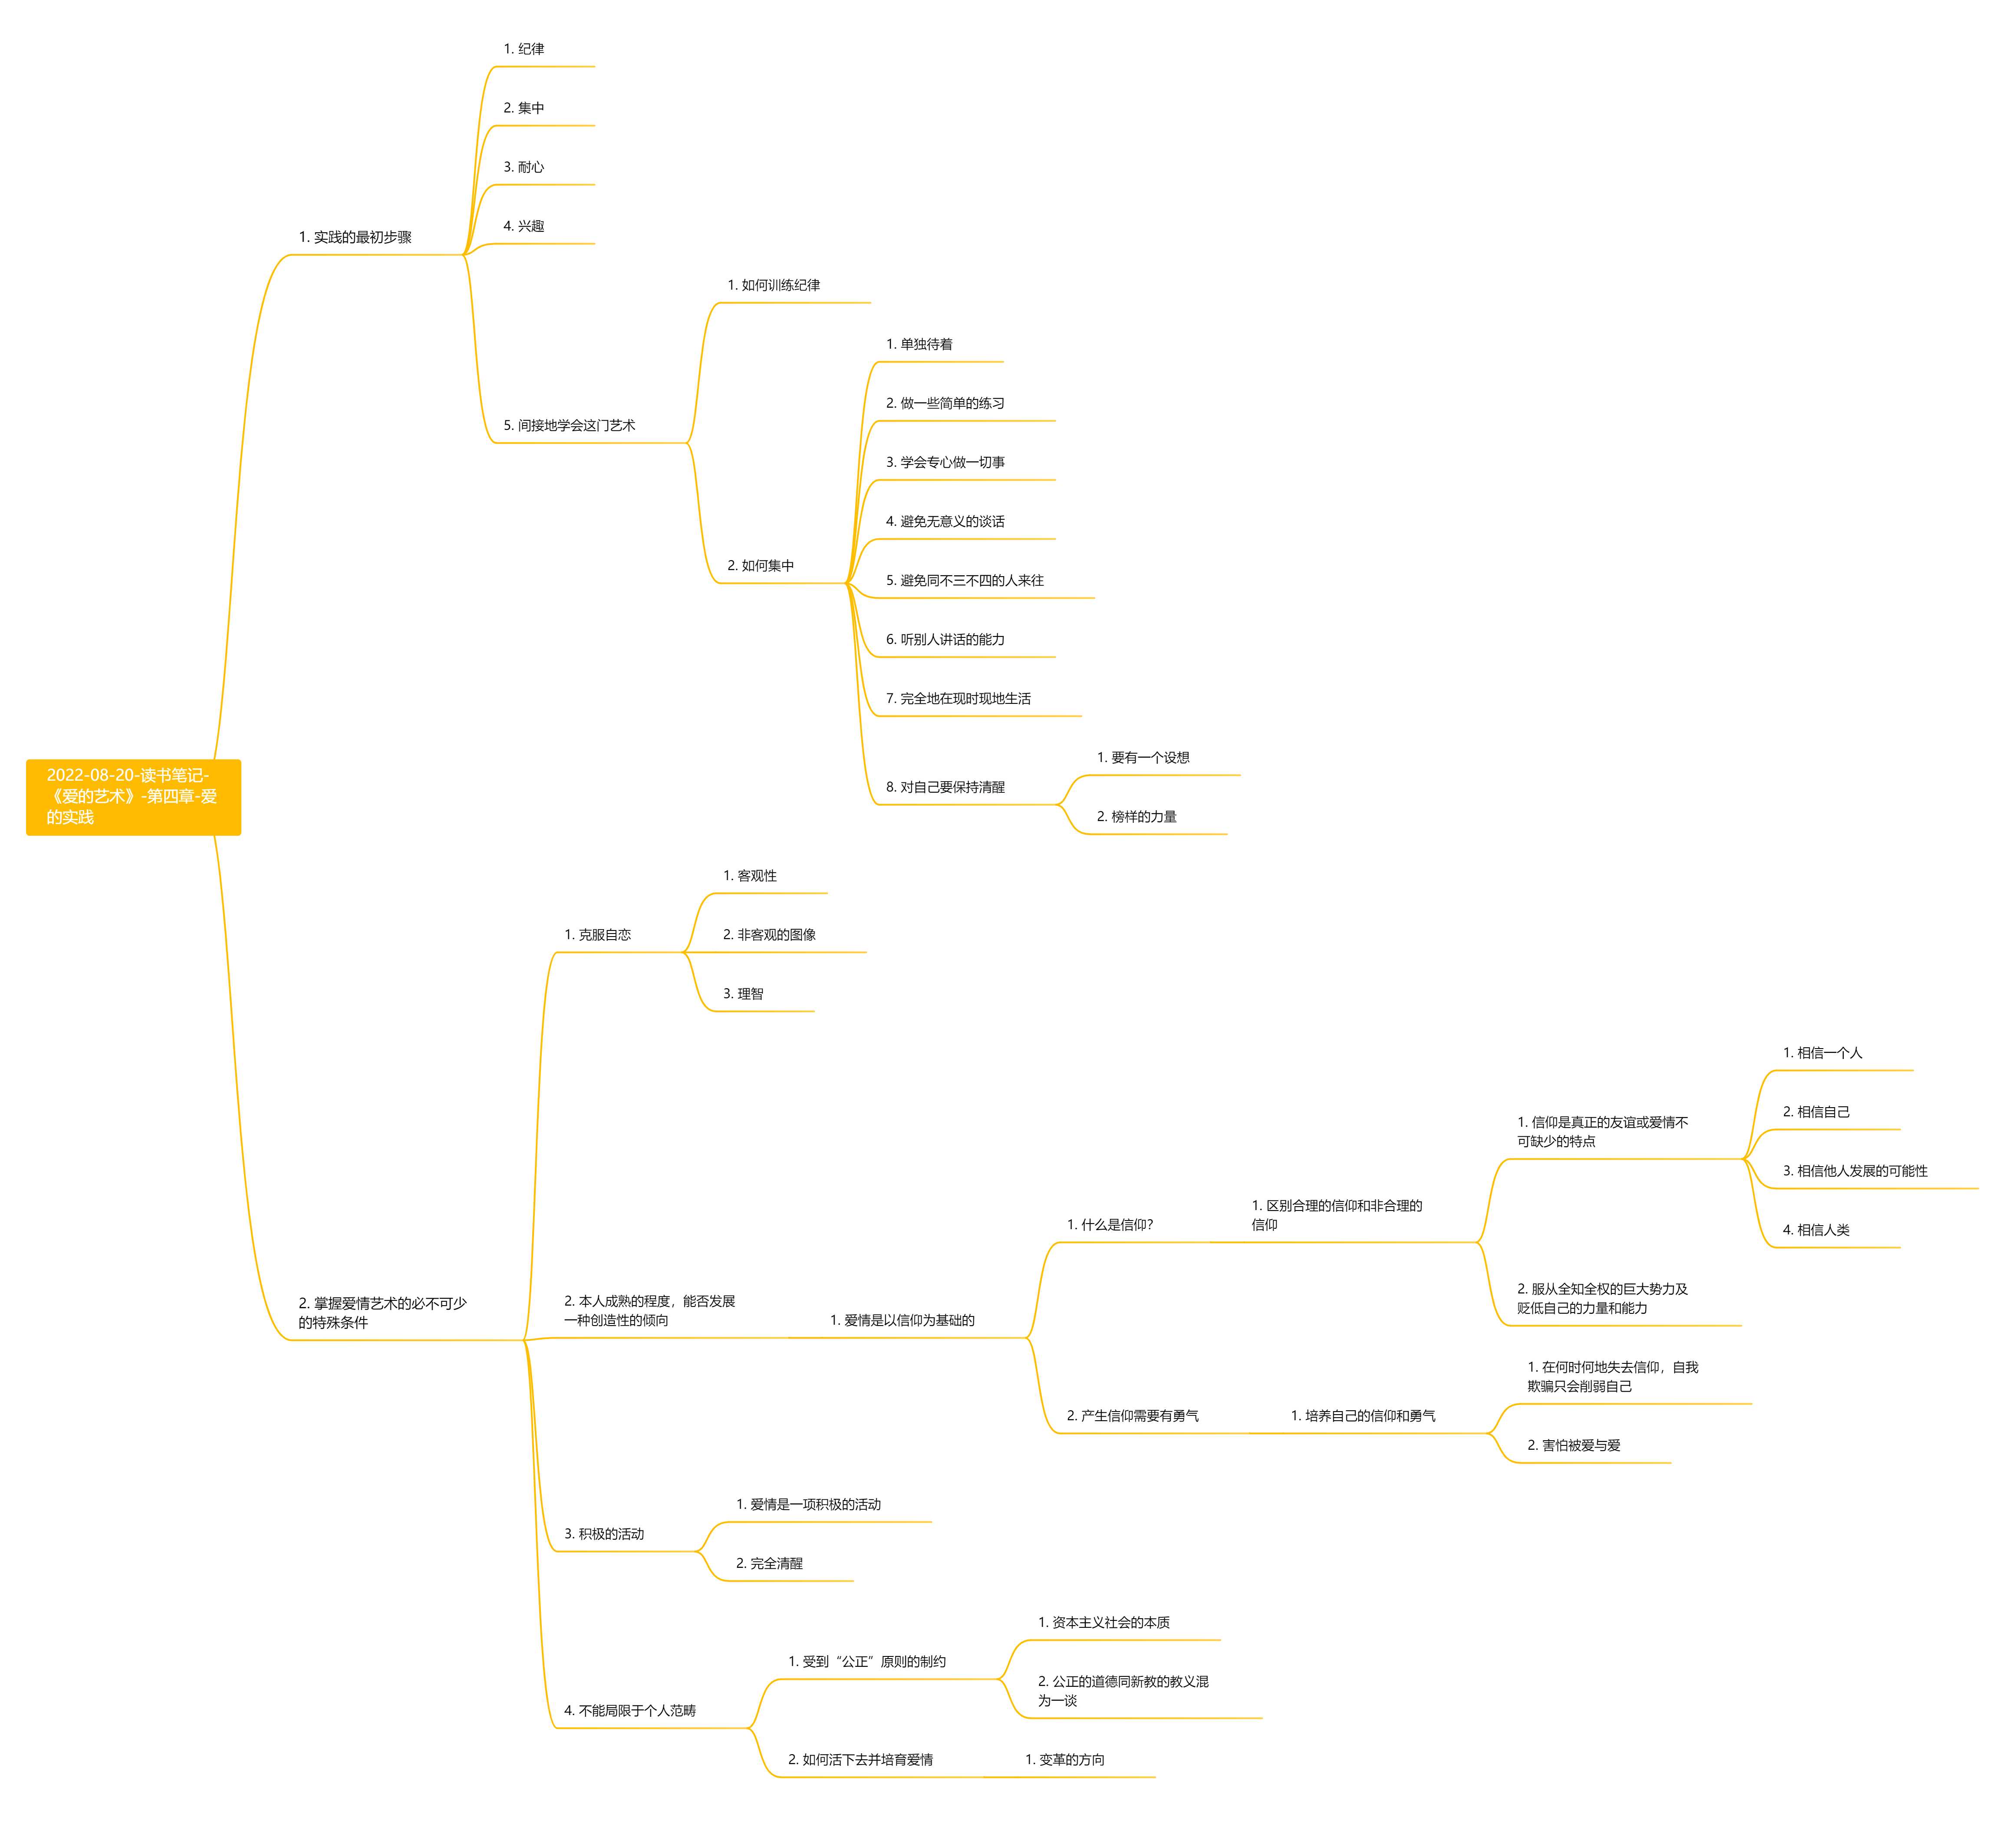 2022-08-20-读书笔记-
《爱的艺术》-第四章-爱
的实践
1. 实践的最初步骤
1. 纪律
2. 集中
3. 耐心
4. 兴趣
5. 间接地学会这门艺术
1. 如何训练纪律
2. 如何集中
1. 单独待着
2. 做一些简单的练习
3. 学会专心做一切事
4. 避免无意义的谈话
5. 避免同不三不四的人来往
6. 听别人讲话的能力
7. 完全地在现时现地生活
8. 对自己要保持清醒
1. 要有一个设想
2. 榜样的力量
2. 掌握爱情艺术的必不可少
的特殊条件
1. 克服自恋
1. 客观性
2. 非客观的图像
3. 理智
2. 本人成熟的程度，能否发展
一种创造性的倾向
1. 爱情是以信仰为基础的
1. 什么是信仰？
1. 区别合理的信仰和非合理的
信仰
1. 信仰是真正的友谊或爱情不
可缺少的特点
1. 相信一个人
2. 相信自己
3. 相信他人发展的可能性
4. 相信人类
2. 服从全知全权的巨大势力及
贬低自己的力量和能力
2. 产生信仰需要有勇气
1. 培养自己的信仰和勇气
1. 在何时何地失去信仰，自我
欺骗只会削弱自己
2. 害怕被爱与爱
3. 积极的活动
1. 爱情是一项积极的活动
2. 完全清醒
4. 不能局限于个人范畴
1. 受到“公正”原则的制约
1. 资本主义社会的本质
2. 公正的道德同新教的教义混
为一谈
2. 如何活下去并培育爱情
1. 变革的方向